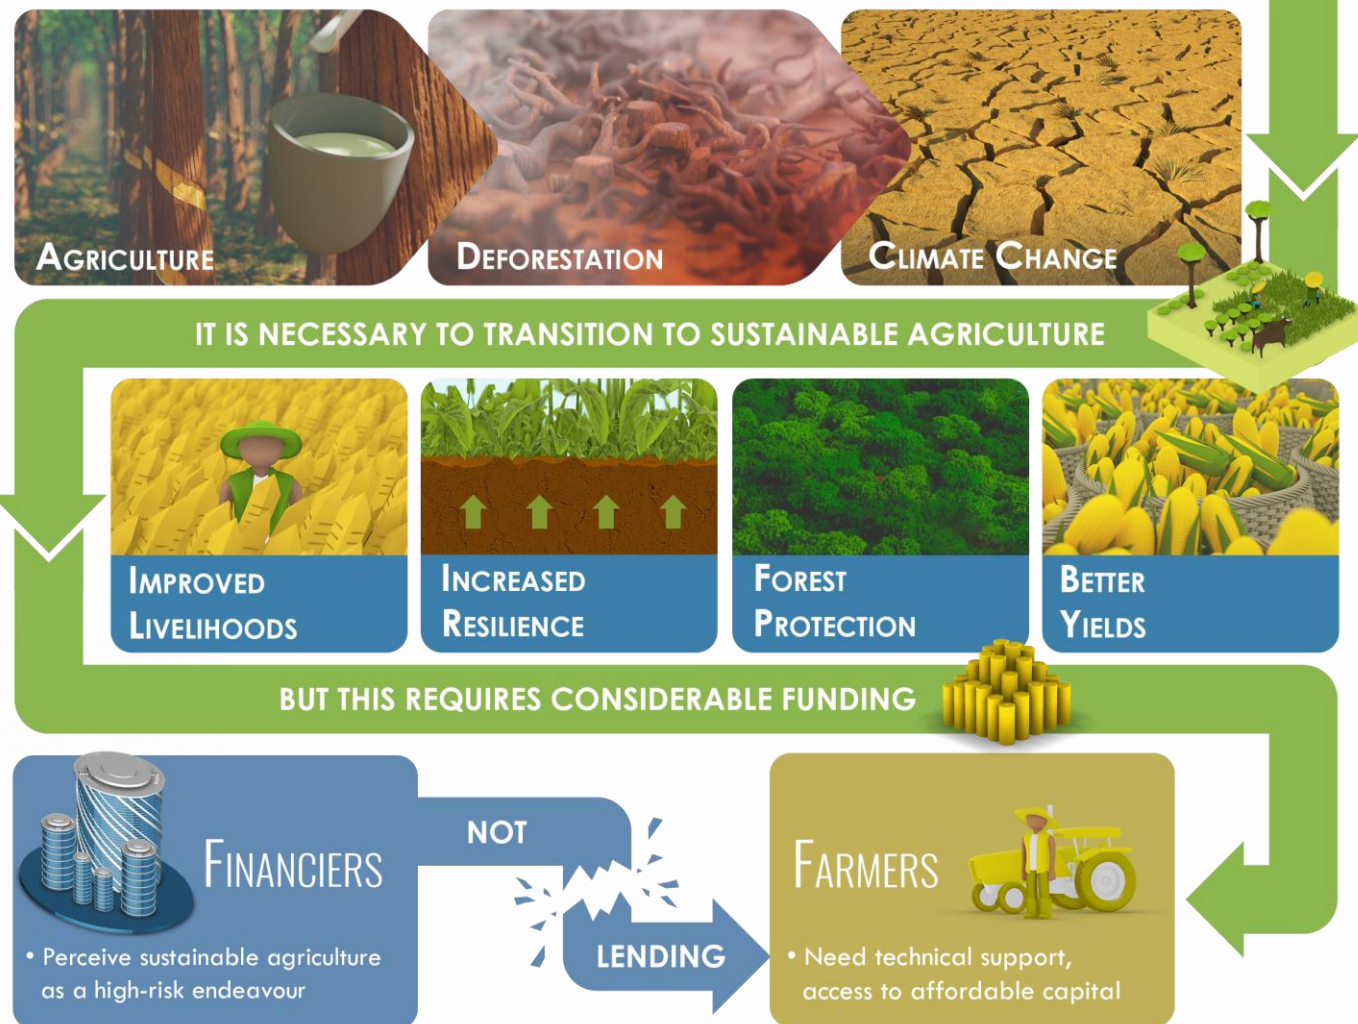 AGRICULTURE
DEFORESTATION
CLIMATE CHANGE
IT IS NECESSARY TO TRANSITION TO SUSTAINABLE AGRICULTURE
IMPROVED
LIVELIHOODS
INCREASED
RESILIENCE
FOREST
PROTECTION
BETTER
YIELDS
BUT THIS REQUIRES CONSIDERABLE FUNDING
FINANCIERS
• Perceive sustainable agriculture
as a high-risk endeavour
NOT
LENDING
FARMERS
• Need technical support,
access to affordable capital